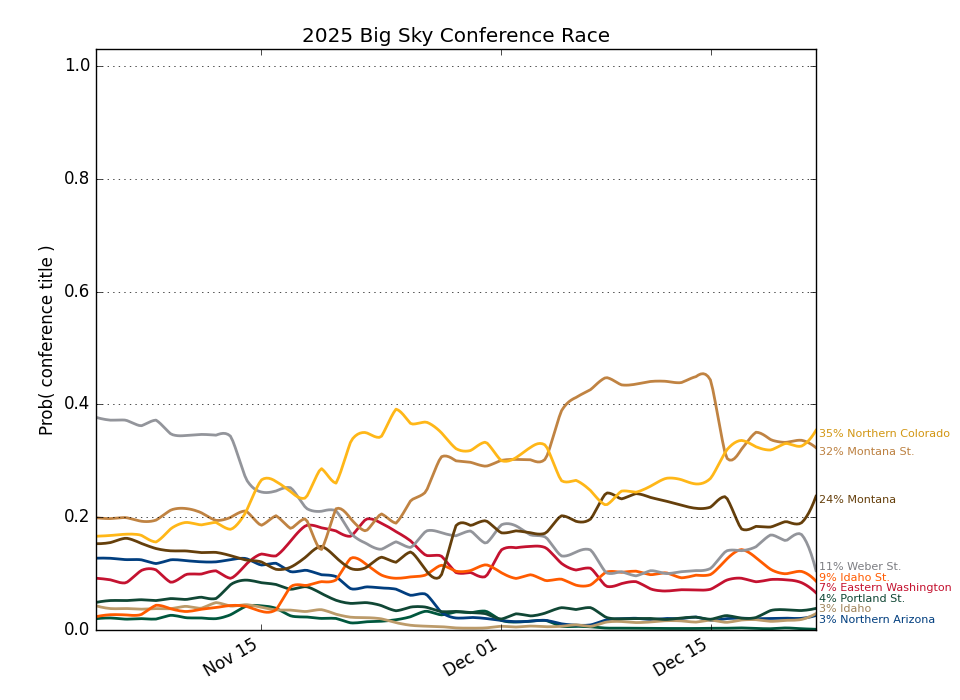 2025 Big Sky Conference Race
Prob( conference title )
1.0
0.8
0.6
0.4
0.2
0.0
Nov 15
Dec 01
Dec 15
35% Northern Colorado
32% Montana St.
24% Montana
11% Weber St.
9% Idaho St.
7% Eastern Washington
4% Portland St.
3% Idaho
3% Northern Arizona